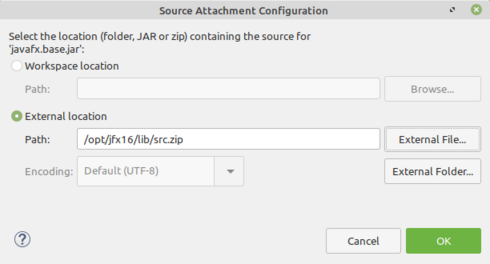 Source Attachment Configuration
Select the location (folder, JAR or zip) containing the source for
'javafx.base.jar':
Workspace location
Path: Browse...
External location
Path: /opt/jfx16/lib/src.zip External File...
Encoding: Default (UTF-8) External Folder...
? Cancel OK